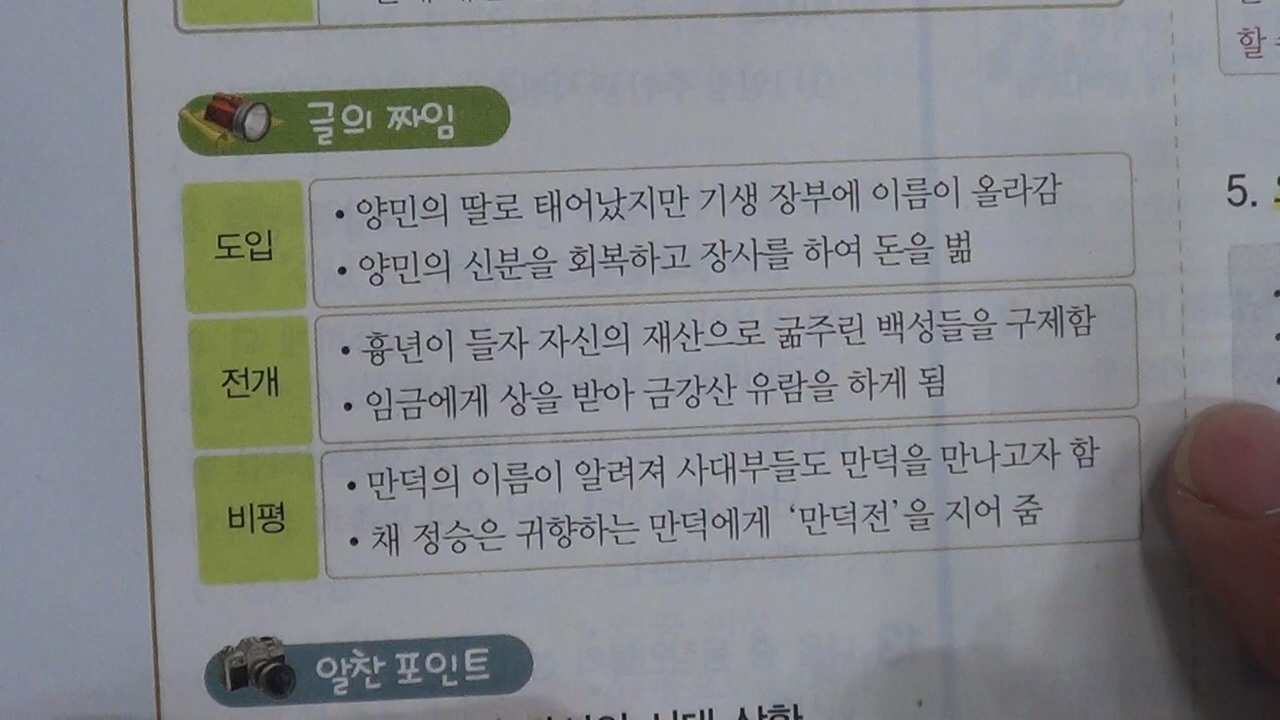 할
글의 짜임
도입
• 양민의 딸로 태어났지만 기생 장부에 이름이 올라감
• 양민의 신분을 회복하고 장사를 하여 돈을 벎
5.
전개
• 흉년이 들자 자신의 재산으로 굶주린 백성들을 구제함
• 임금에게 상을 받아 금강산 유람을 하게 됨
비평
• 만덕의 이름이 알려져 사대부들도 만덕을 만나고자 함
• 채 정승은 귀향하는 만덕에게 ‘만덕전’을 지어 줌
알찬 포인트